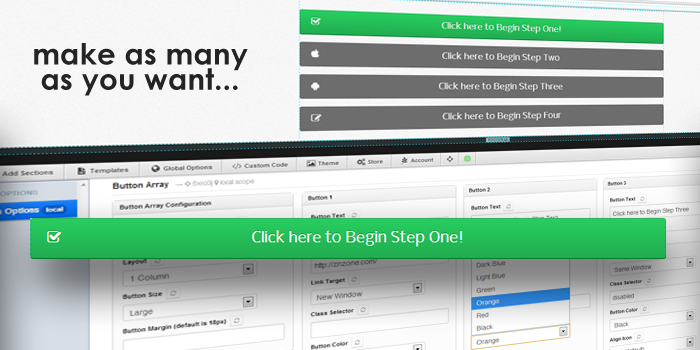 make as many
as you want...
Click here to Begin Step One!
Click here to Begin Step Two
Click here to Begin Step Three
Click here to Begin Step Four
Add Sections
Templates
Global Options
Custom Code
Theme
Store
Account
OPTIONS
Options local
Button Array
local scope
Button Array Configuration
Button 1
Button Text
Button 2
Button Text
Button 3
Button Text
Click here to Begin Step Three
Click here to Begin Step One!
Layout
1 Column
Button Size
Large
Button Margin (default is 18px)
http://nzone.com/
Link Target
New Window
Class Selector
Button Color
Dark Blue
Light Blue
Green
Orange
Red
Black
Orange
Same Window
Class Selector
disabled
Button Color
Black
Align Icon